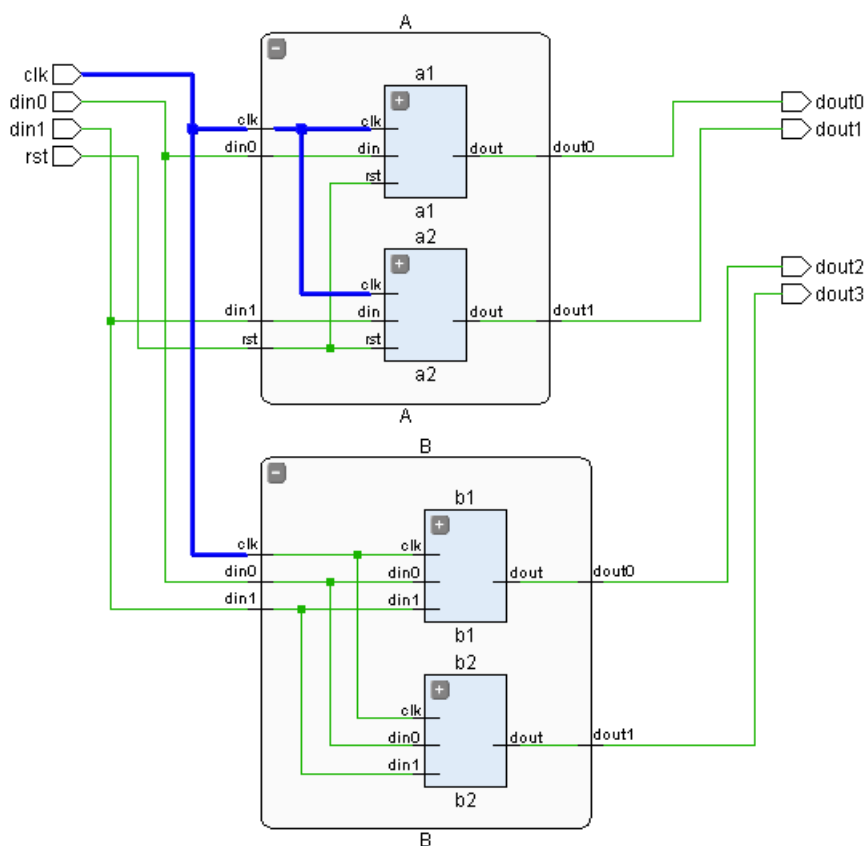 A
a1
clk
clk
clk
din0
din0
din
dout
dout0
dout0
din1
dout1
rst
rst
a1
a2
clk
dout2
dout3
din1
din
dout
dout1
rst
rst
a2
A
B
b1
clk
clk
din0
din0
dout
dout0
din1
din1
b1
b2
clk
din0
dout
dout1
din1
b2
B